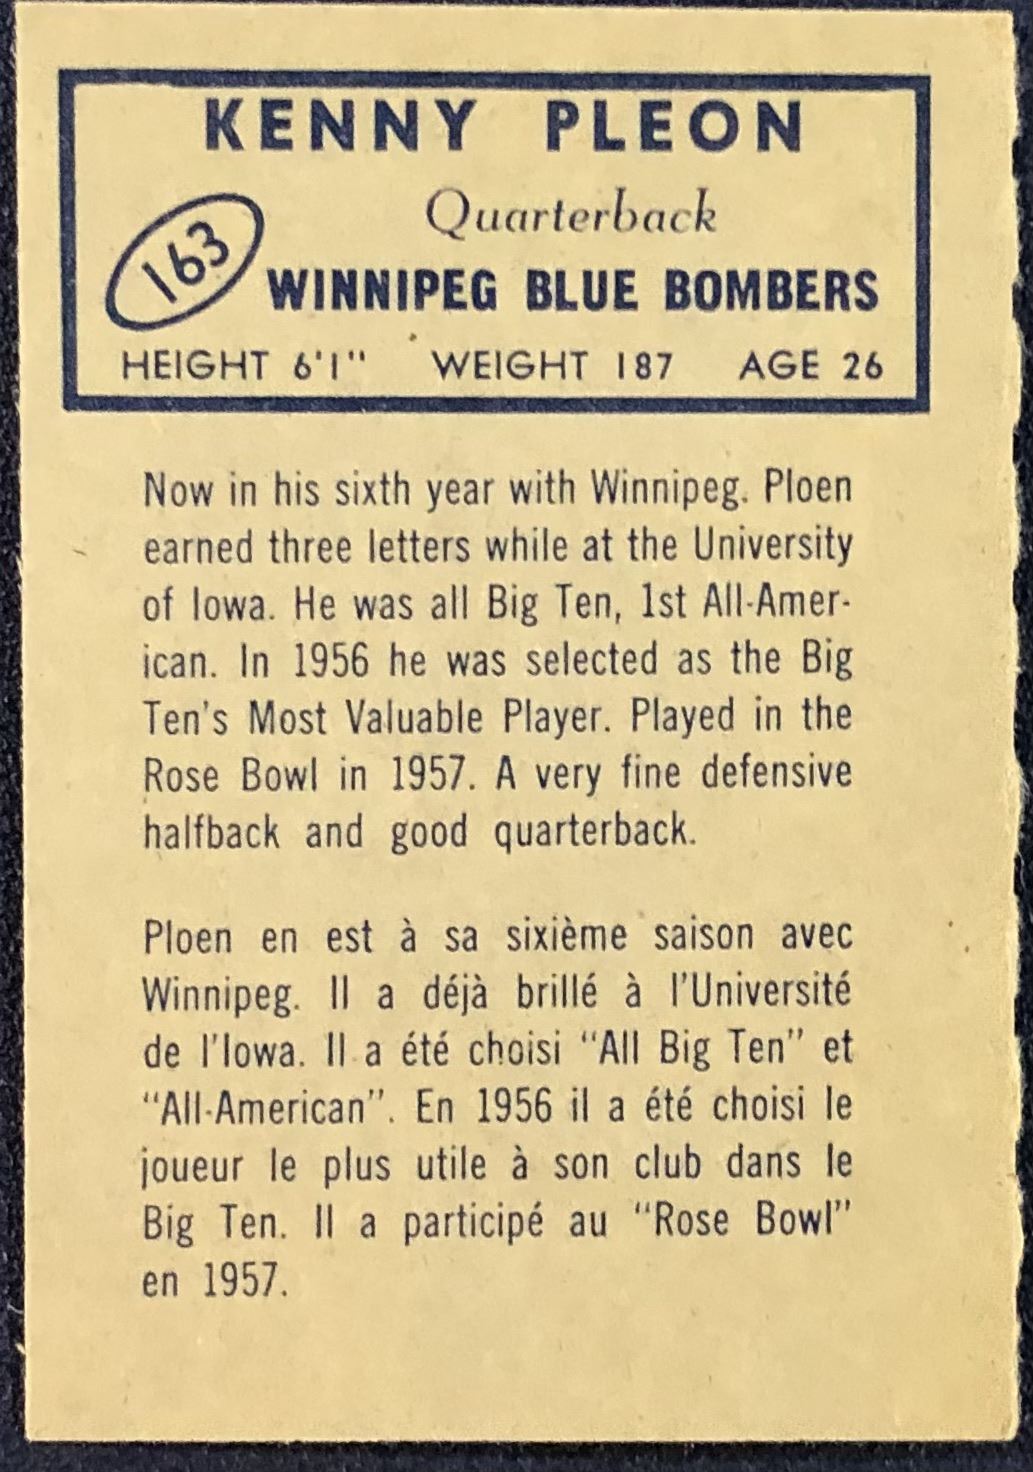 KENNY PLEON
Quarterback
163
WINNIPEG BLUE BOMBERS
HEIGHT 6'1" WEIGHT 187 AGE 26
Now in his sixth year with Winnipeg. Ploen
earned three letters while at the University
of Iowa. He was all Big Ten, 1st All-Amer-
ican. In 1956 he was selected as the Big
Ten's Most Valuable Player. Played in the
Rose Bowl in 1957. A very fine defensive
halfback and good quarterback.
Ploen en est à sa sixième saison avec
Winnipeg. Il a déjà brillé à l'Université
de l'Iowa. Il a été choisi "All Big Ten" et
"All-American". En 1956 il a été choisi le
joueur le plus utile à son club dans le
Big Ten. Il a participé au "Rose Bowl"
en 1957.